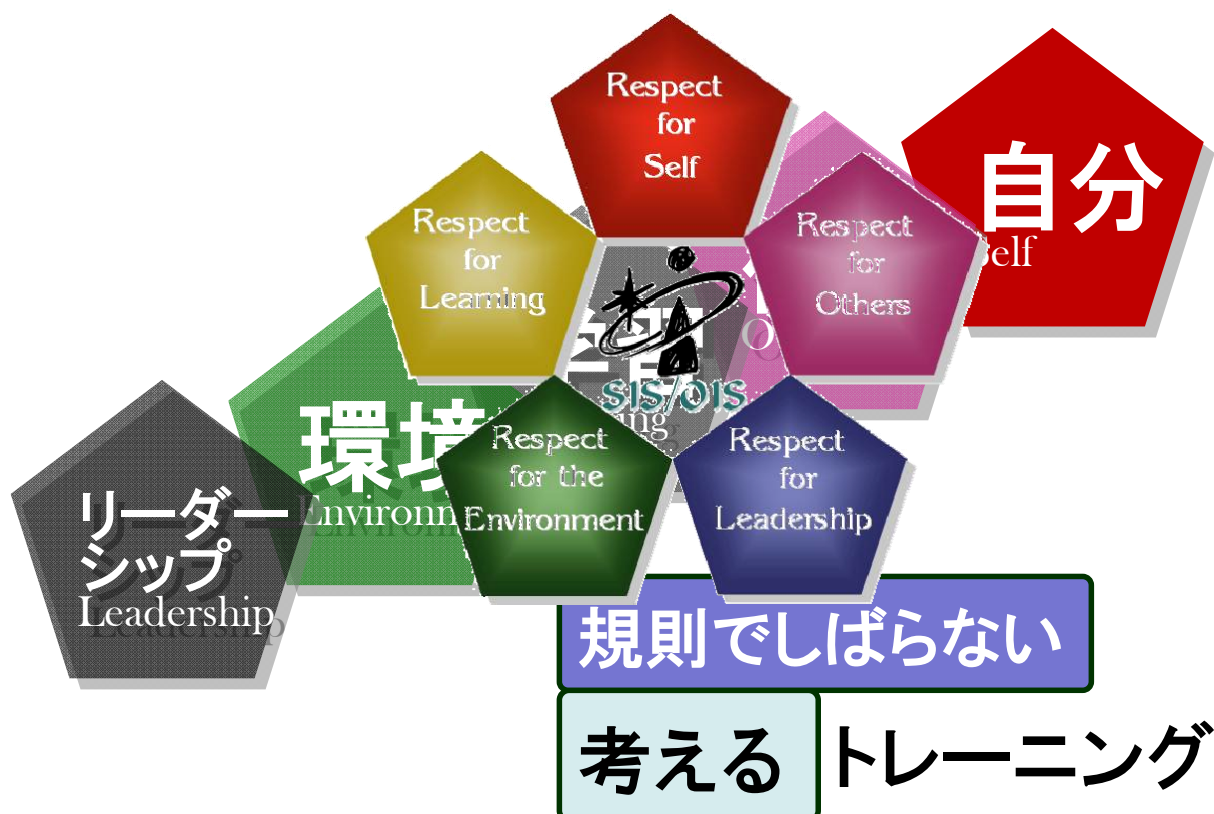 Respect
for
Self
Respect
for
Learning
Respect
for
Others
Respect
for the
Environment
Respect
for
Leadership
SIS/OIS
自分
Self
環境
リーダー
シップ
Leadership
規則でしばらない
考える トレーニング